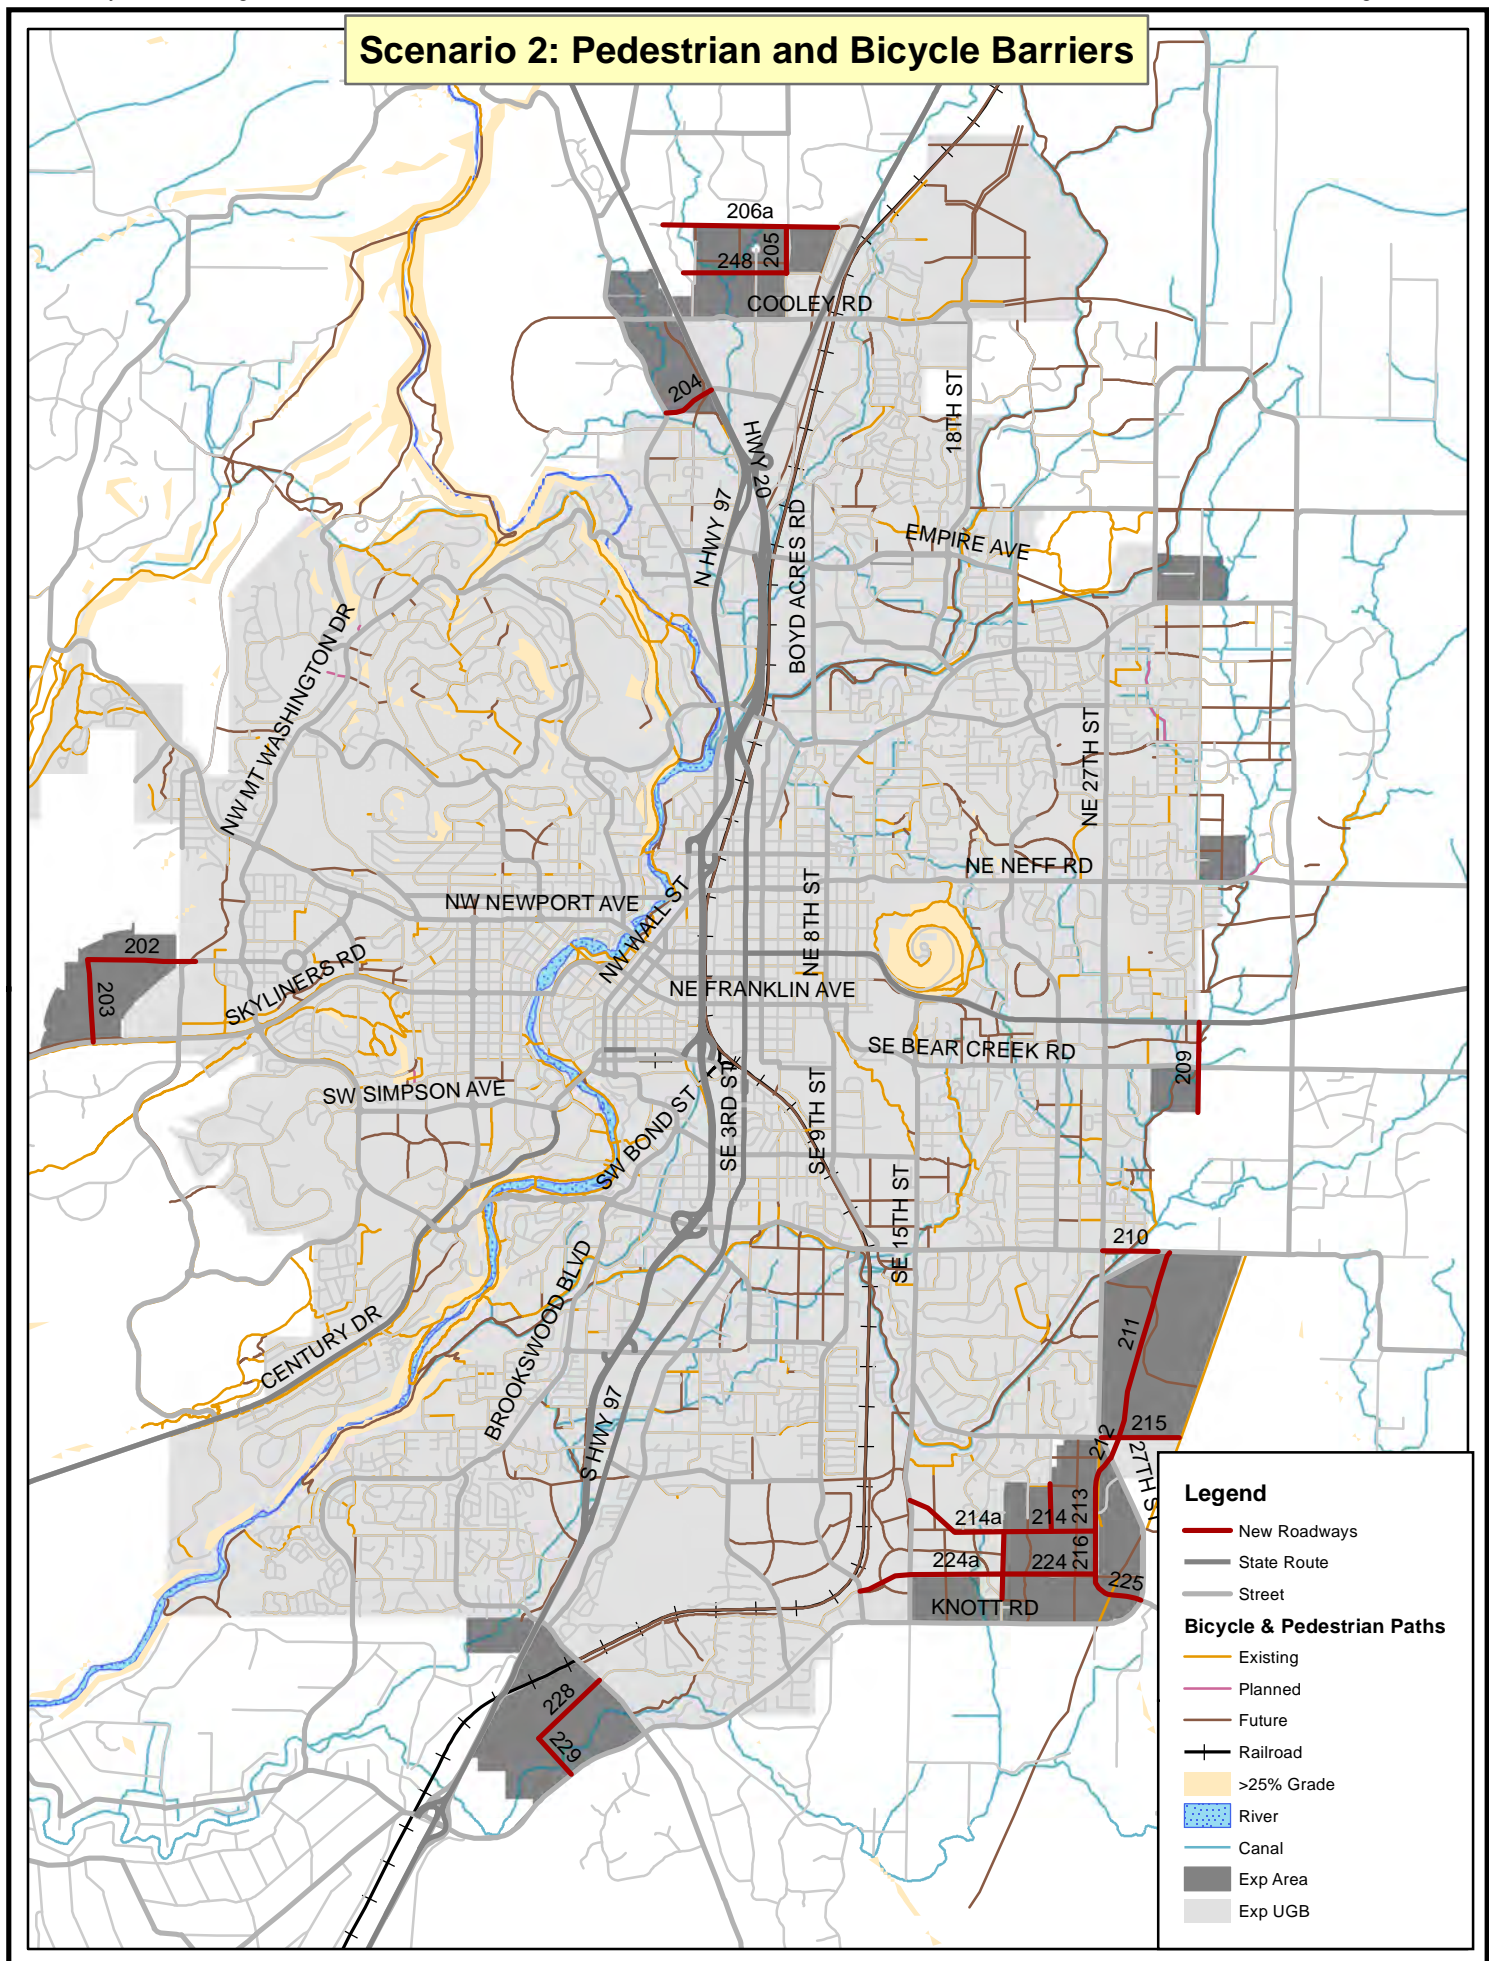 Scenario 2: Pedestrian and Bicycle Barriers
206a
205
248
COOLEY RD
204
18TH ST
HWY 20
N HWY 97
BOYD ACRES RD
EMPIRE AVE
NW MT WASHINGTON DR
NE 27TH ST
NE NEFF RD
NW NEWPORT AVE
NW WALL ST
NE 8TH ST
202
203
SKYLINERS RD
NE FRANKLIN AVE
SE BEAR CREEK RD
209
SW SIMPSON AVE
SW BOND ST
SE 3RD ST
SE 9TH ST
SE 15TH ST
210
BROOKSWOOD BLVD
CENTURY DR
211
S HWY 97
212
215
27TH S
214a
214
213
224a
224
216
225
KNOTT RD
228
229
Legend
New Roadways
State Route
Street
Bicycle & Pedestrian Paths
Existing
Planned
Future
Railroad
>25% Grade
River
Canal
Exp Area
Exp UGB